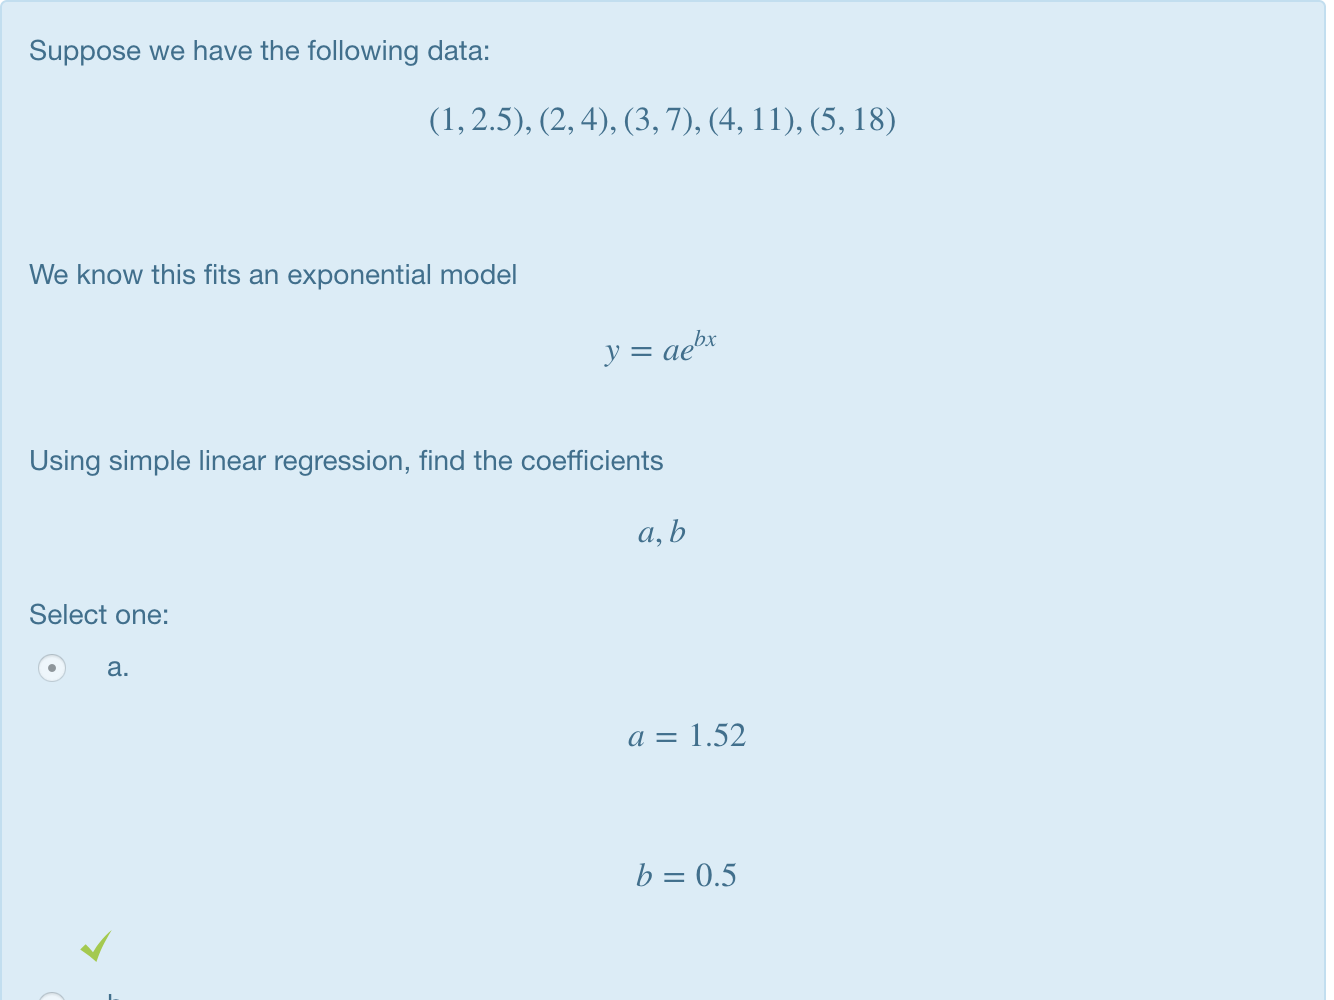 Suppose we have the following data:
(1, 2.5), (2, 4), (3, 7), (4, 11), (5, 18)
We know this fits an exponential model
y = ae^{bx}
Using simple linear regression, find the coefficients
a, b
Select one:
a.
a = 1.52
b = 0.5